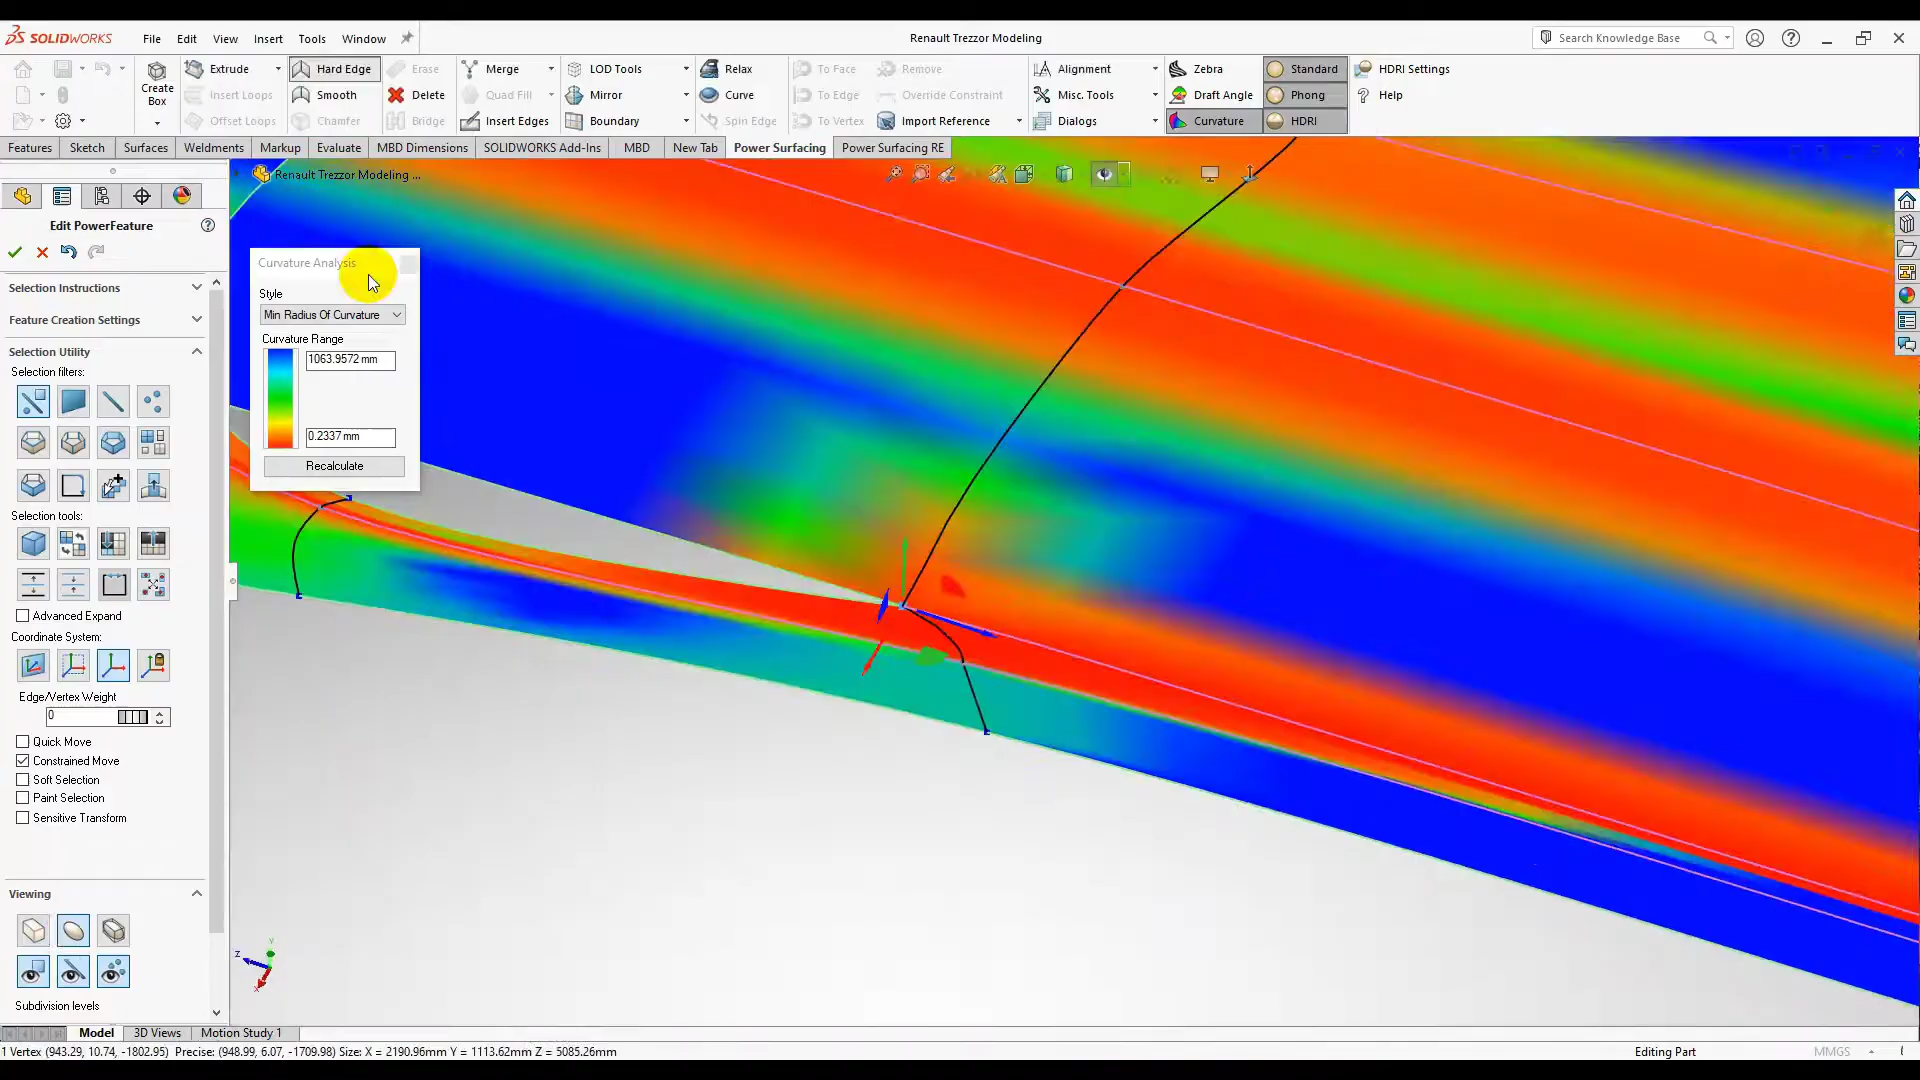 SOLIDWORKS File Edit View Insert Tools Window Renault Trezzor Modeling Search Knowledge Base ?
Create Box
Extrude Hard Edge Erase Merge LOD Tools Relax To Face Remove Alignment Zebra Standard HDRI Settings
Insert Loops Smooth Delete Quad Fill Mirror Curve To Edge Override Constraint Misc. Tools Draft Angle Phong ? Help
Offset Loops Chamfer Bridge Insert Edges Boundary Spin Edge To Vertex Import Reference Dialogs Curvature HDRI
Features Sketch Surfaces Weldments Markup Evaluate MBD Dimensions SOLIDWORKS Add-Ins MBD New Tab Power Surfacing Power Surfacing RE
Renault Trezzor Modeling ...
Edit PowerFeature ?
Selection Instructions
Feature Creation Settings
Selection Utility
Selection filters:
Selection tools:
Advanced Expand
Coordinate System:
Edge/Vertex Weight
0
Quick Move
Constrained Move
Soft Selection
Paint Selection
Sensitive Transform
Viewing
Subdivision levels
Curvature Analysis
Style
Min Radius Of Curvature
Curvature Range
1063.9572 mm
0.2337 mm
Recalculate
Y
Z
X
Model 3D Views Motion Study 1
1 Vertex (943.29, 10.74, -1802.95) Precise: (948.99, 6.07, -1709.98) Size: X = 2190.96mm Y = 1113.62mm Z = 5085.26mm Editing Part MMGS